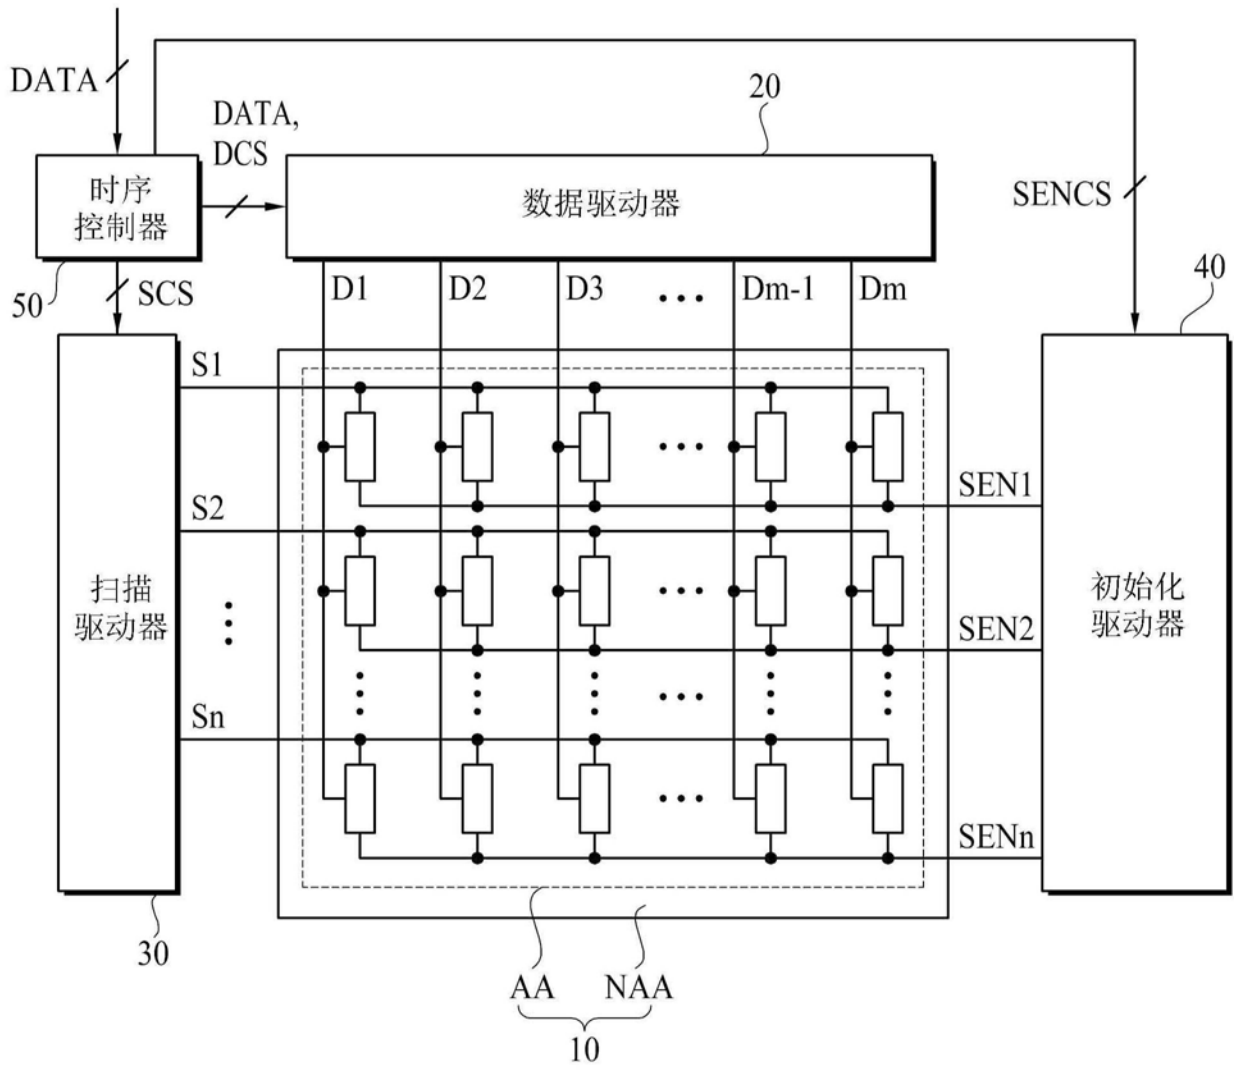 DATA
DATA,
DCS
20
SENCS
时序
控制器
数据驱动器
50
SCS
D1
D2
D3
Dm-1
Dm
40
S1
SEN1
S2
扫描
驱动器
初始化
驱动器
SEN2
Sn
SENn
30
AA
NAA
10